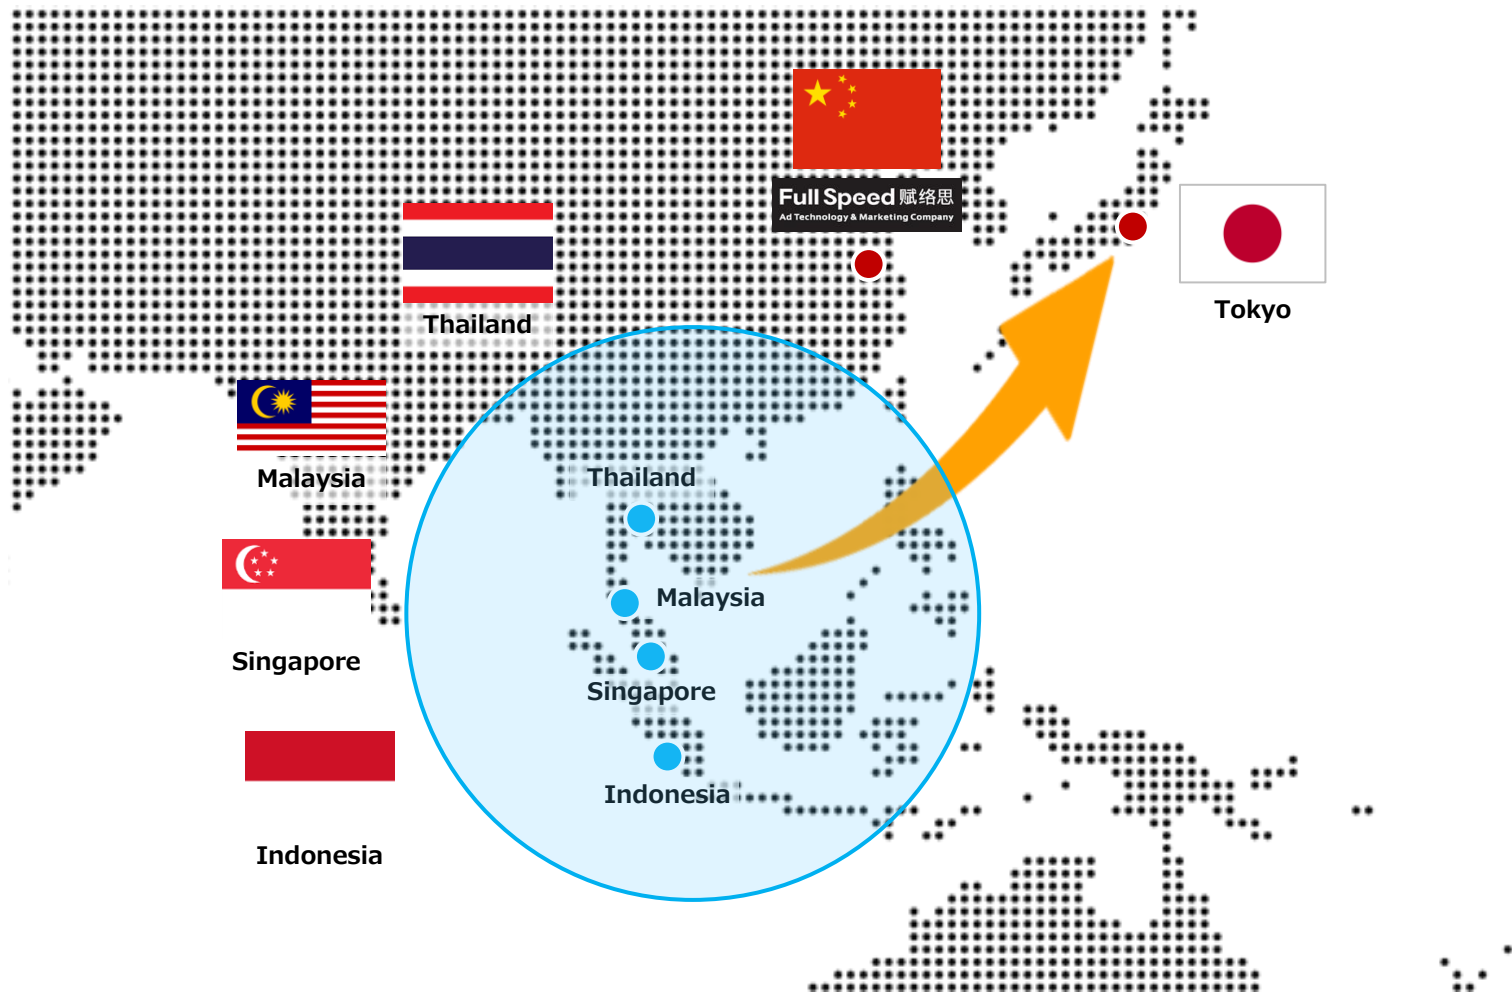 Full Speed 赋络思
Ad Technology & Marketing Company
Thailand
Tokyo
Malaysia
Thailand
Malaysia
Singapore
Singapore
Indonesia
Indonesia